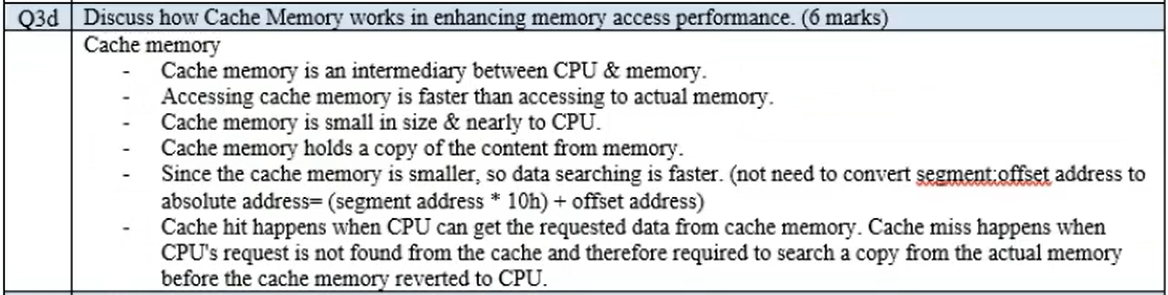 Q3d Discuss how Cache Memory works in enhancing memory access performance. (6 marks)
Cache memory
- Cache memory is an intermediary between CPU & memory.
- Accessing cache memory is faster than accessing to actual memory.
- Cache memory is small in size & nearly to CPU.
- Cache memory holds a copy of the content from memory.
- Since the cache memory is smaller, so data searching is faster. (not need to convert segment:offset address to
absolute address= (segment address * 10h) + offset address)
- Cache hit happens when CPU can get the requested data from cache memory. Cache miss happens when
CPU's request is not found from the cache and therefore required to search a copy from the actual memory
before the cache memory reverted to CPU.